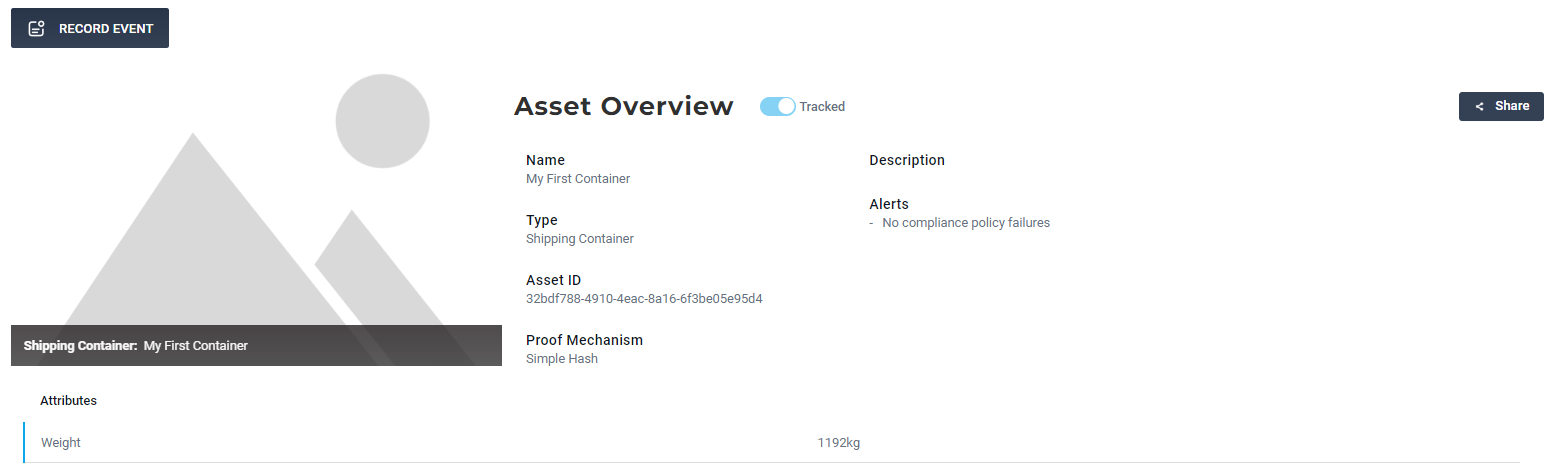 RECORD EVENT
Asset Overview
Tracked
Share
Name
My First Container
Description
Type
Shipping Container
Alerts
- No compliance policy failures
Asset ID
32bdf788-4910-4eac-8a16-6f3be05e95d4
Proof Mechanism
Simple Hash
Shipping Container: My First Container
Attributes
Weight 1192kg